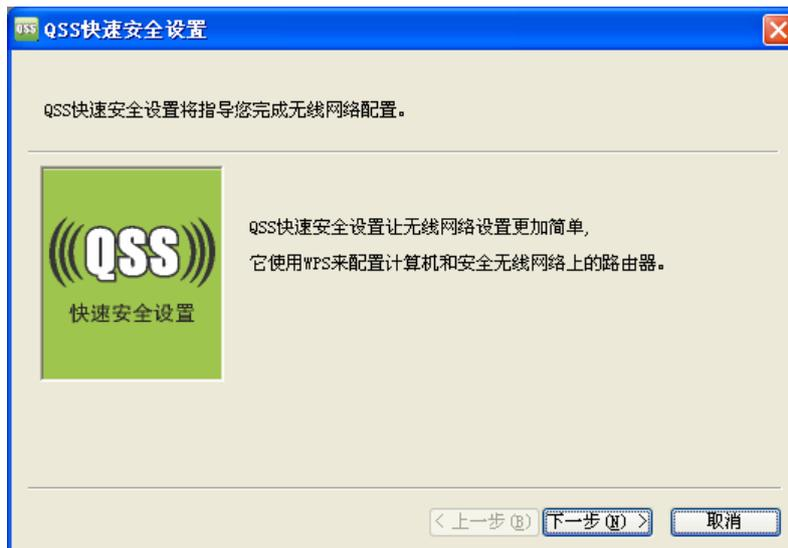 QSS QSS快速安全设置
QSS快速安全设置将指导您完成无线网络配置。
QSS
快速安全设置
QSS快速安全设置让无线网络设置更加简单,
它使用WPS来配置计算机和安全无线网络上的路由器。
< 上一步(B) 下一步(N) > 取消